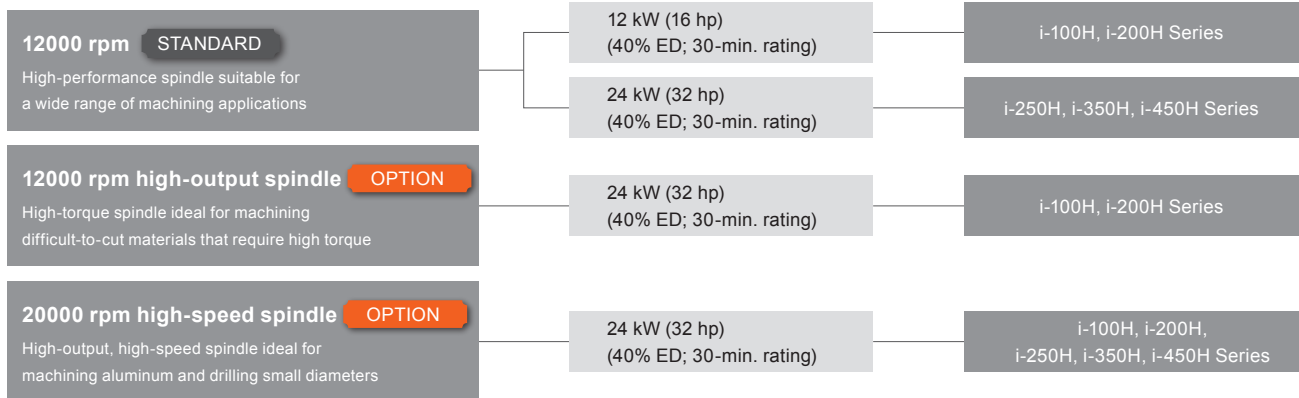 12000 rpm STANDARD
High-performance spindle suitable for
a wide range of machining applications
12 kW (16 hp)
(40% ED; 30-min. rating)
i-100H, i-200H Series
24 kW (32 hp)
(40% ED; 30-min. rating)
i-250H, i-350H, i-450H Series
12000 rpm high-output spindle OPTION
High-torque spindle ideal for machining
difficult-to-cut materials that require high torque
24 kW (32 hp)
(40% ED; 30-min. rating)
i-100H, i-200H Series
20000 rpm high-speed spindle OPTION
High-output, high-speed spindle ideal for
machining aluminum and drilling small diameters
24 kW (32 hp)
(40% ED; 30-min. rating)
i-100H, i-200H,
i-250H, i-350H, i-450H Series